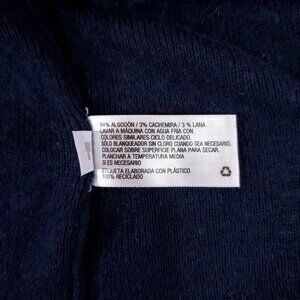 94% ALGODÓN / 3% CACHEMIRA / 3 % LANA
LAVAR A MÁQUINA CON AGUA FRIA CON
COLORES SIMILARES.CICLO DELICADO.
SÓLO BLANQUEADOR SIN CLORO CUANDO SEA NECESARIO.
COLOCAR SOBRE SUPERFICIE PLANA PARA SECAR.
PLANCHAR A TEMPERATURA MEDIA
SI ES NECESARIO
ETIQUETA ELABORADA CON PLÁSTICO
100% RECICLADO